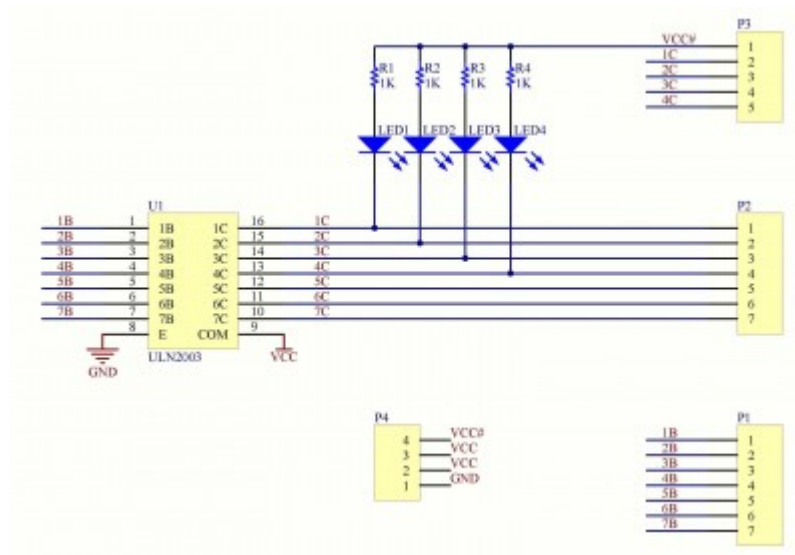 P3
VCC# 1
1C 2
2C 3
3C 4
4C 5
R1 R2 R3 R4
1K 1K 1K 1K
LED1 LED2 LED3 LED4
U1 P2
1B 1 1B 1C 16 1C 1
2B 2 2B 2C 15 2C 2
3B 3 3B 3C 14 3C 3
4B 4 4B 4C 13 4C 4
5B 5 5B 5C 12 5C 5
6B 6 6B 6C 11 6C 6
7B 7 7B 7C 10 7C 7
8 E COM 9
ULN2003
GND VCC
P4
4 VCC#
3 VCC
2 VCC
1 GND
P1
1B 1
2B 2
3B 3
4B 4
5B 5
6B 6
7B 7